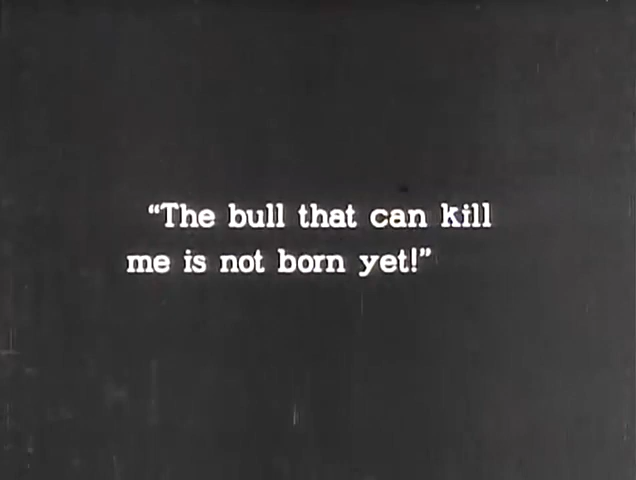 “The bull that can kill
me is not born yet!”